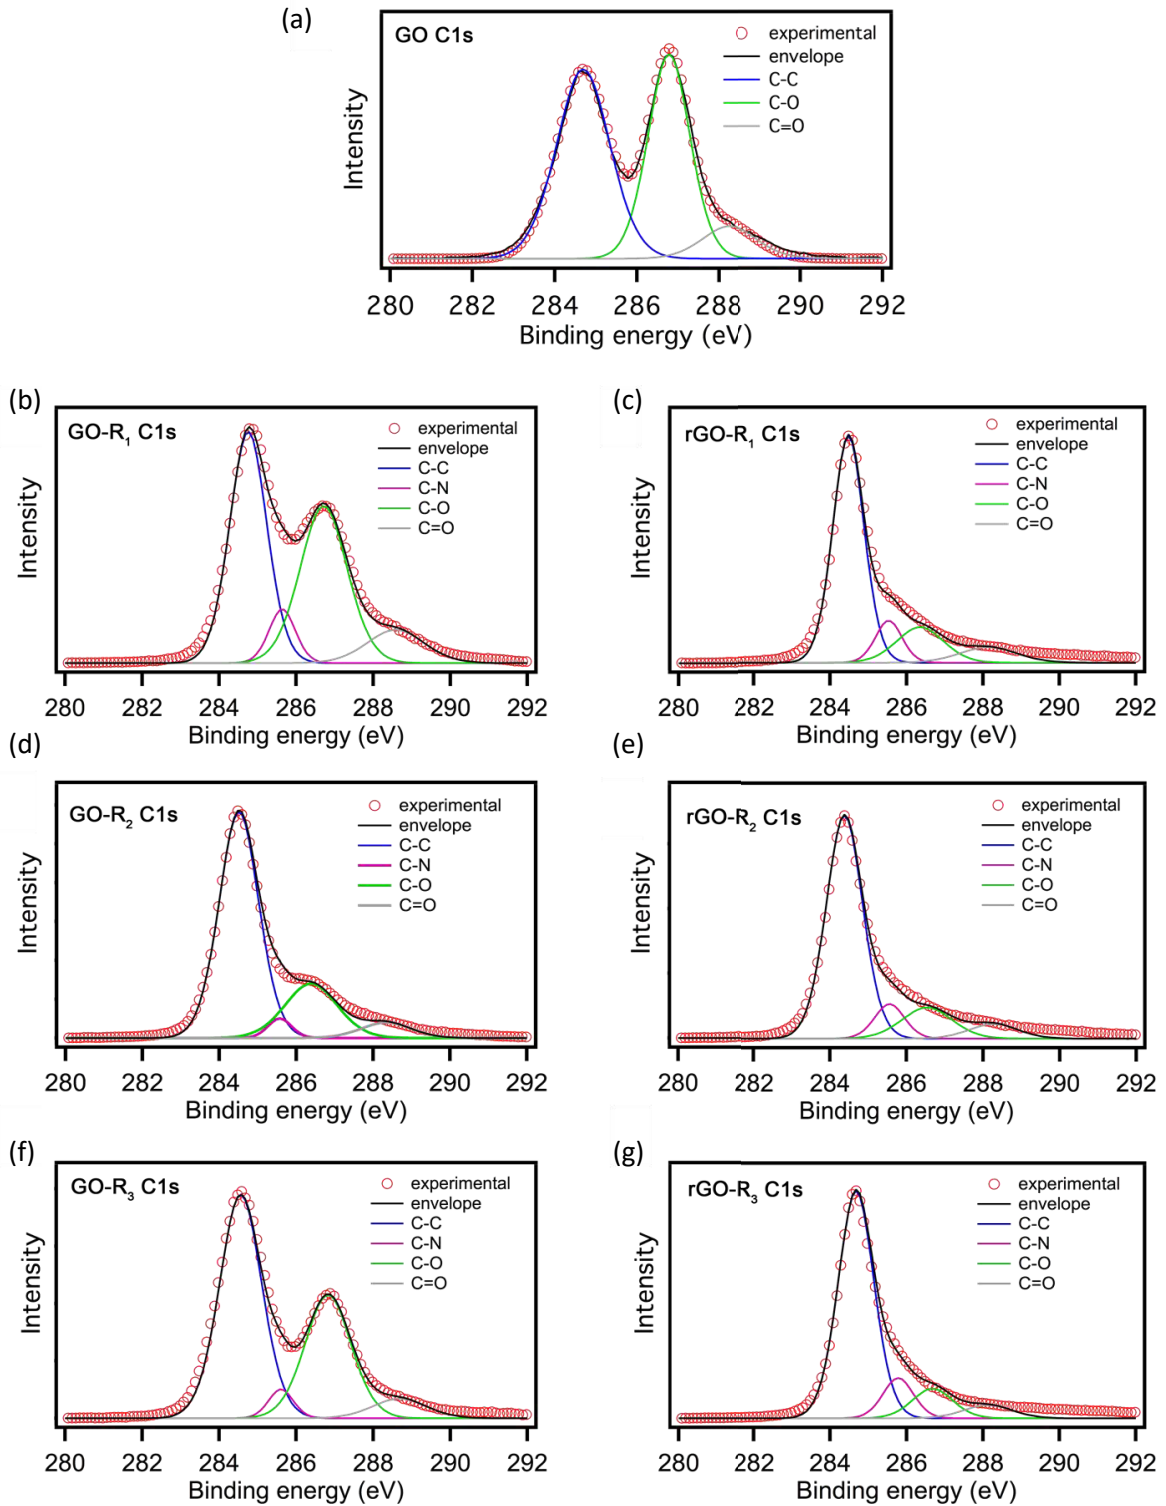 (a)
GO C1s
experimental
envelope
C-C
C-O
C=O
Intensity
280 282 284 286 288 290 292
Binding energy (eV)
(b)
GO-R1 C1s
experimental
envelope
C-C
C-N
C-O
C=O
Intensity
280 282 284 286 288 290 292
Binding energy (eV)
(c)
rGO-R1 C1s
experimental
envelope
C-C
C-N
C-O
C=O
Intensity
280 282 284 286 288 290 292
Binding energy (eV)
(d)
GO-R2 C1s
experimental
envelope
C-C
C-N
C-O
C=O
Intensity
280 282 284 286 288 290 292
Binding energy (eV)
(e)
rGO-R2 C1s
experimental
envelope
C-C
C-N
C-O
C=O
Intensity
280 282 284 286 288 290 292
Binding energy (eV)
(f)
GO-R3 C1s
experimental
envelope
C-C
C-N
C-O
C=O
Intensity
280 282 284 286 288 290 292
Binding energy (eV)
(g)
rGO-R3 C1s
experimental
envelope
C-C
C-N
C-O
C=O
Intensity
280 282 284 286 288 290 292
Binding energy (eV)